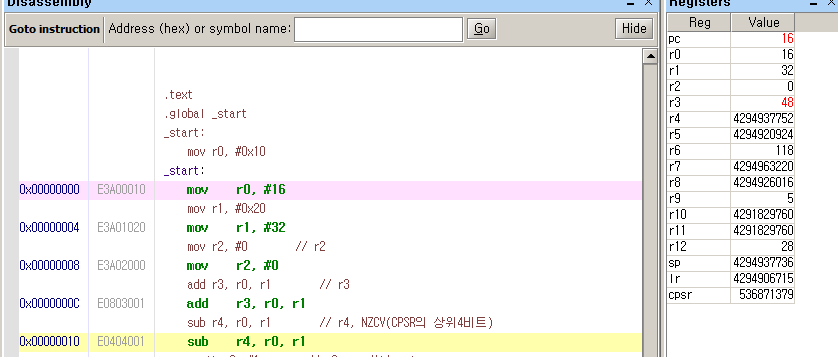 Disassembly
Registers
Goto instruction Address (hex) or symbol name: Go Hide
Reg Value
pc 16
r0 16
r1 32
r2 0
r3 48
r4 4294937752
r5 4294920924
r6 118
r7 4294963220
r8 4294926016
r9 5
r10 4291829760
r11 4291829760
r12 28
sp 4294937736
lr 4294906715
cpsr 536871379
.text
.global _start
_start:
mov r0, #0x10
_start:
0x00000000 E3A00010 mov r0, #16
mov r1, #0x20
0x00000004 E3A01020 mov r1, #32
mov r2, #0 // r2
0x00000008 E3A02000 mov r2, #0
add r3, r0, r1 // r3
0x0000000C E0803001 add r3, r0, r1
sub r4, r0, r1 // r4, NZCV(CPSR의 상위4비트)
0x00000010 E0404001 sub r4, r0, r1